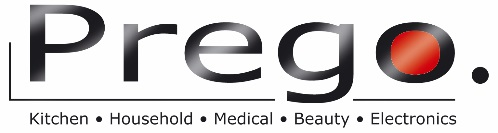 Prego.
Kitchen • Household • Medical • Beauty • Electronics